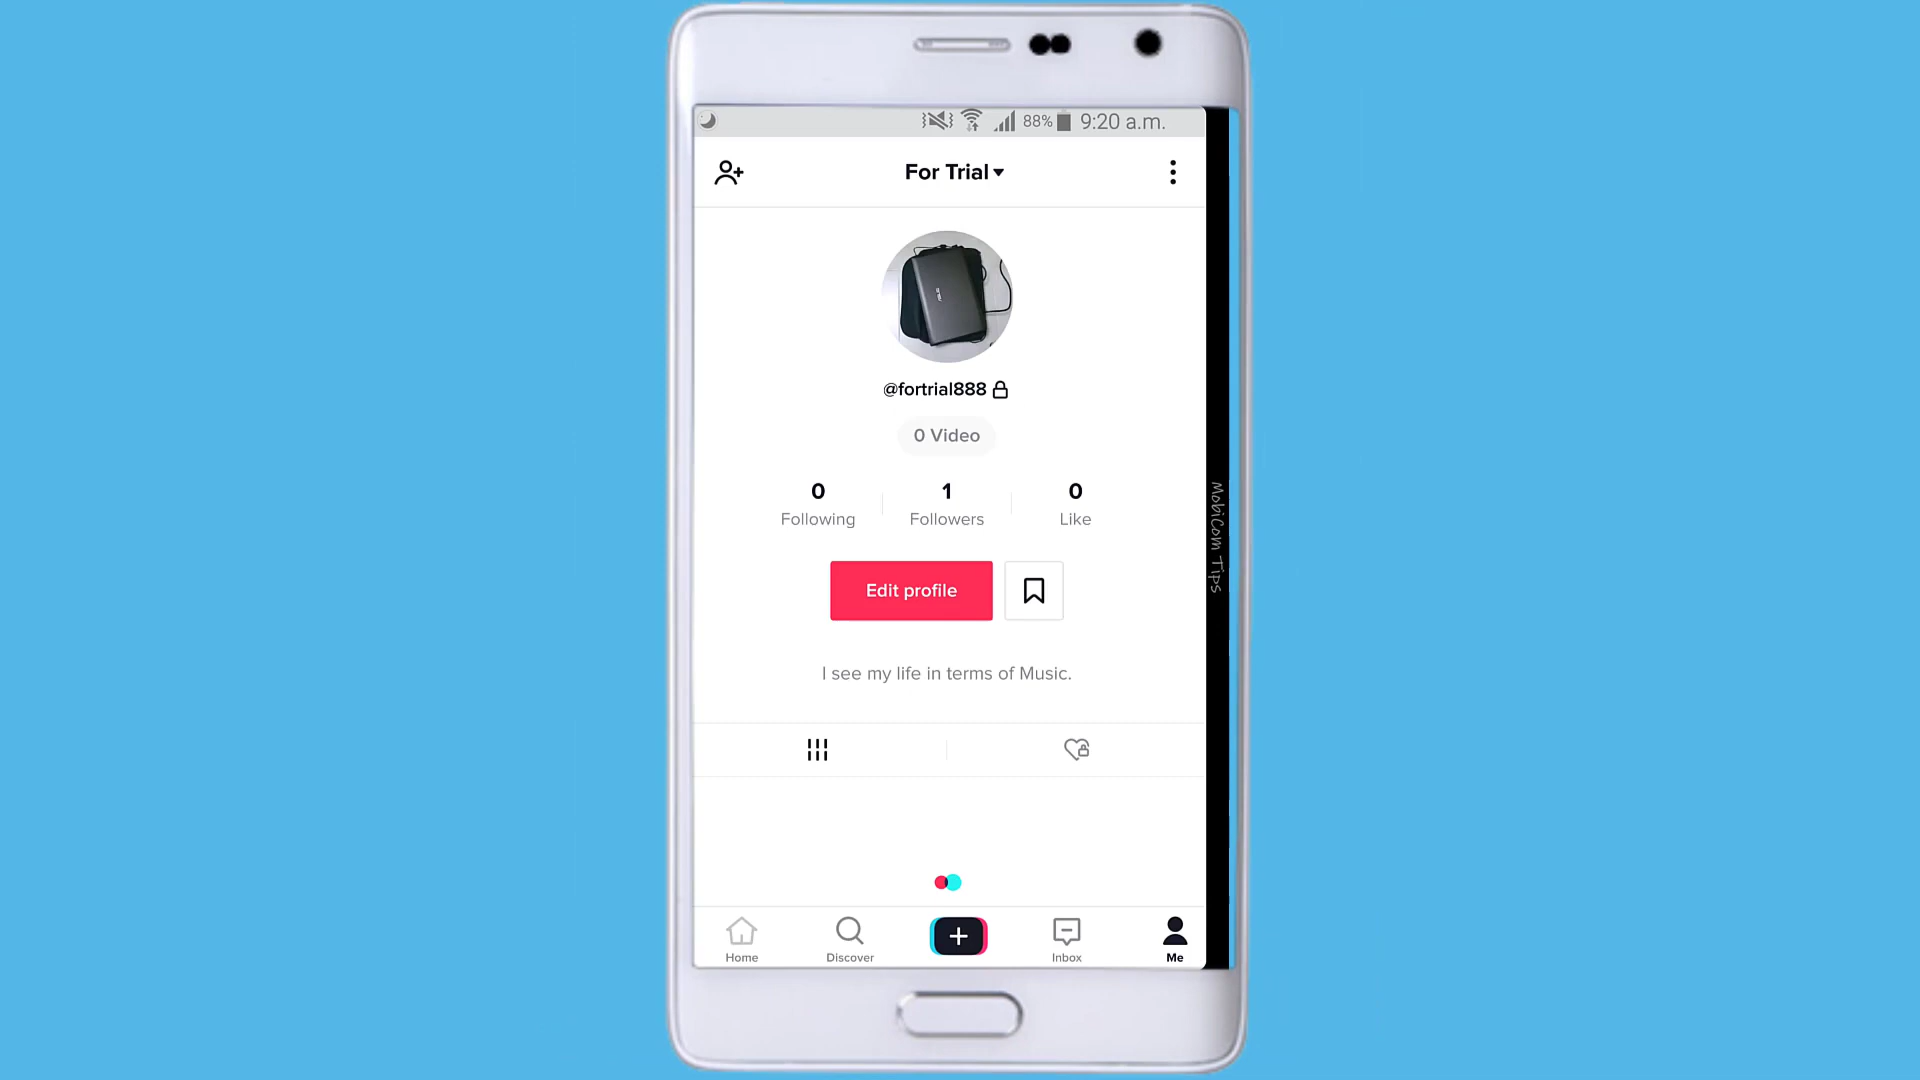 88% 9:20 a.m.
For Trial
@fortrial888
0 Video
0 1 0
Following Followers Like
Edit profile
I see my life in terms of Music.
Home Discover Inbox Me
MobiCom Tips